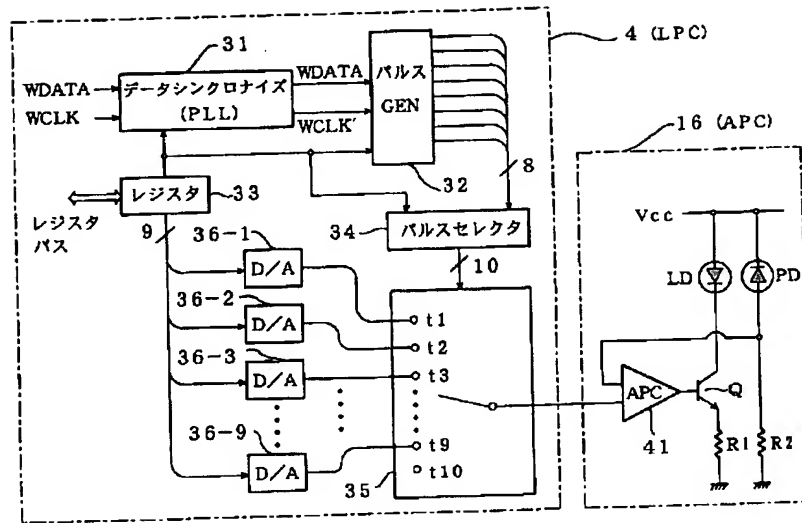 31
4 (LPC)
WDATA
データシンクロナイズ
(PLL)
WDATA
パルス
GEN
WCLK
WCLK'
16 (APC)
32
8
レジスタ
33
レジスタ
バス
9
34
パルスセレクタ
Vcc
36-1
D/A
10
LD
PD
36-2
D/A
t1
t2
36-3
D/A
t3
APC
Q
41
R1
R2
36-9
D/A
t9
35
t10